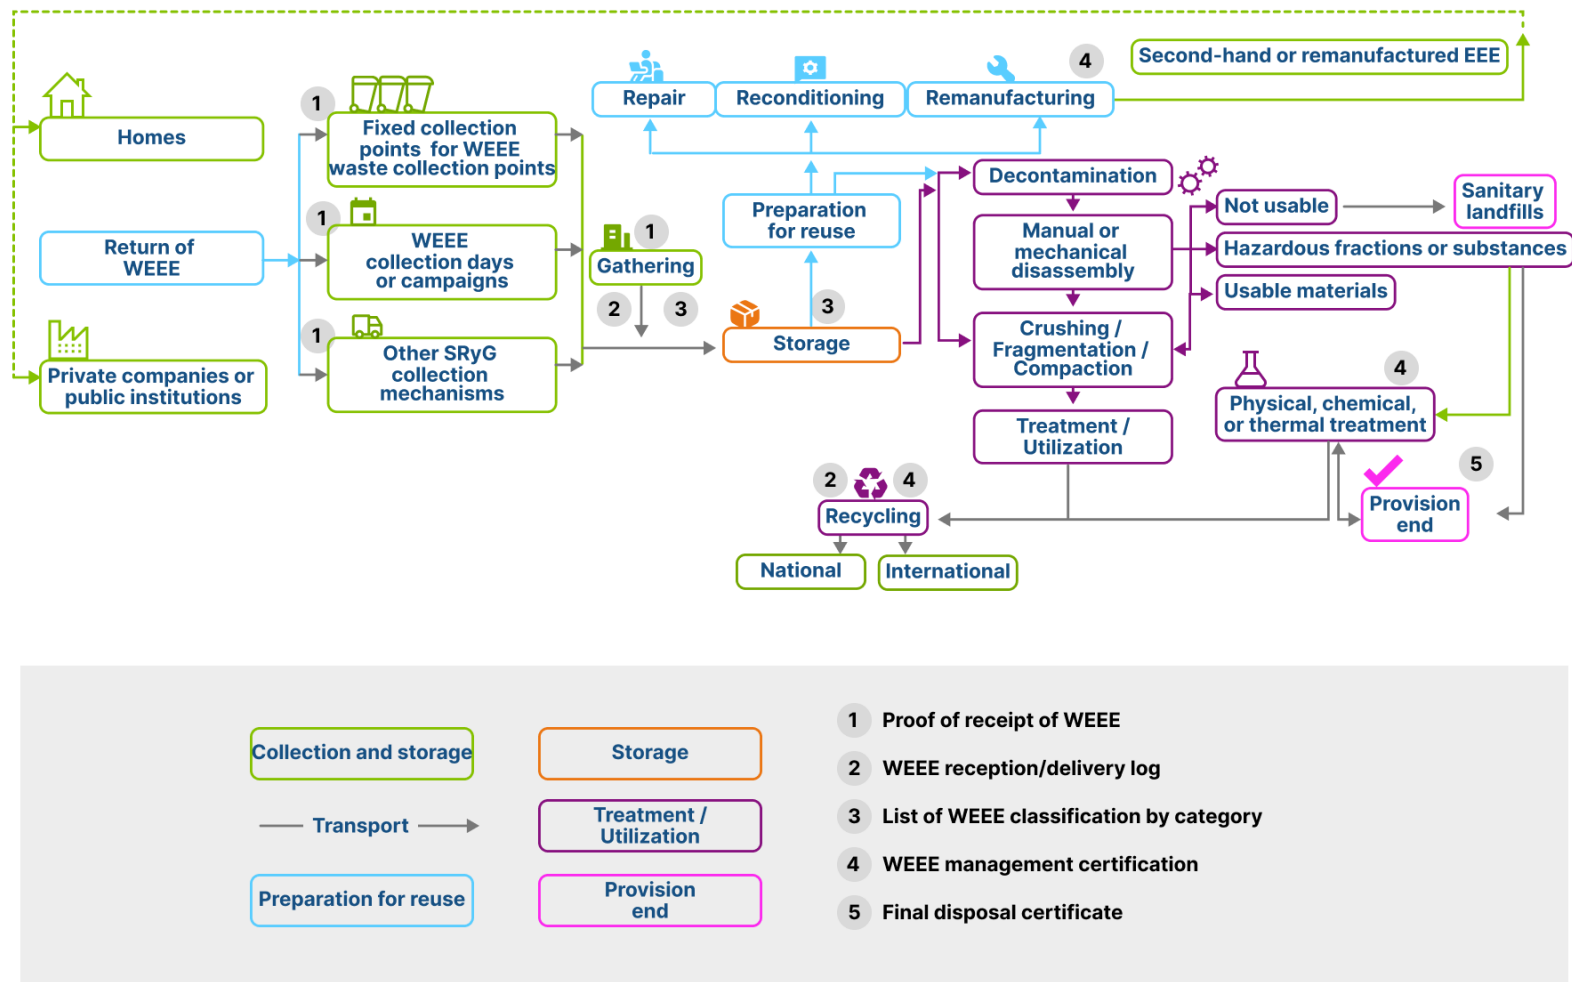 4
Second-hand or remanufactured EEE
Repair
Reconditioning
Remanufacturing
1
Homes
Fixed collection
points for WEEE
waste collection points
Decontamination
Not usable
Sanitary
landfills
1
Return of
WEEE
WEEE
collection days
or campaigns
1
Gathering
2
3
Preparation
for reuse
Manual or
mechanical
disassembly
Hazardous fractions or substances
Usable materials
3
Storage
1
Private companies or
public institutions
Other SRyG
collection
mechanisms
Crushing /
Fragmentation /
Compaction
4
Physical, chemical,
or thermal treatment
Treatment /
Utilization
5
Provision
end
2
4
Recycling
National
International
Collection and storage
Storage
Transport
Treatment /
Utilization
Preparation for reuse
Provision
end
1 Proof of receipt of WEEE
2 WEEE reception/delivery log
3 List of WEEE classification by category
4 WEEE management certification
5 Final disposal certificate